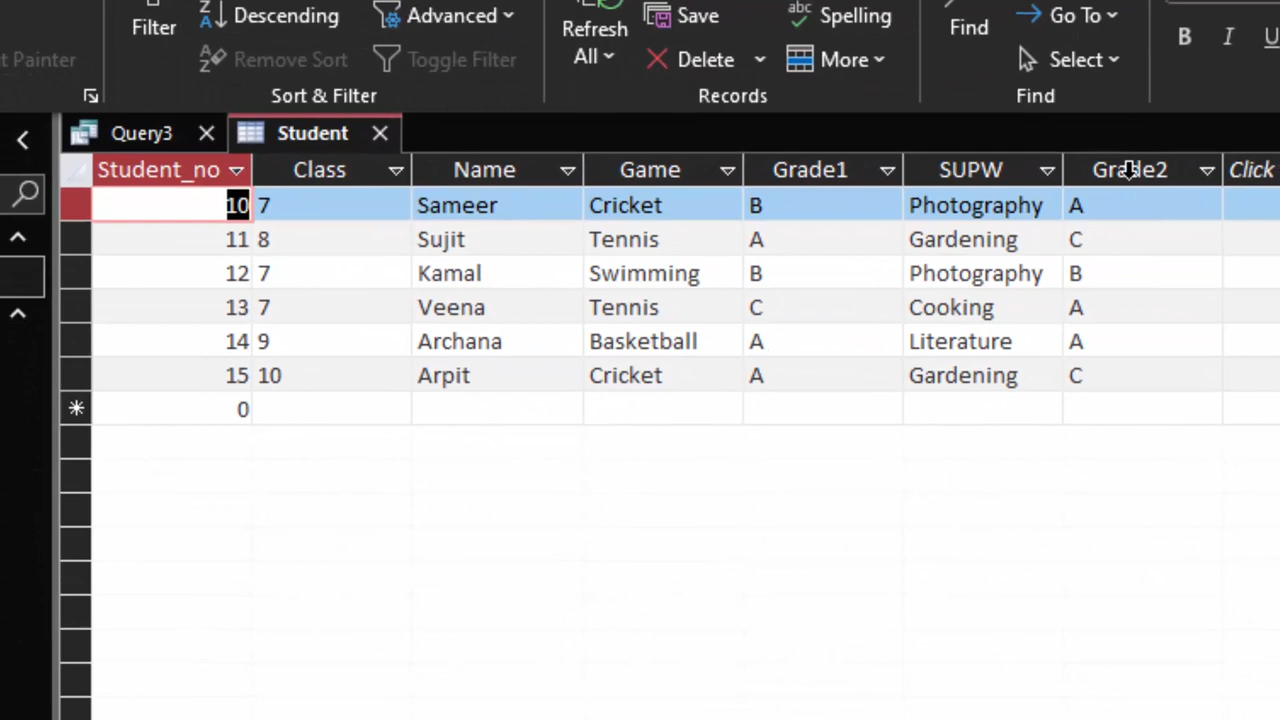 Filter Descending Advanced Refresh All Save Spelling Find Go To B I U
t Painter Remove Sort Toggle Filter Delete More Select
Sort & Filter Records Find
Query3 Student
Student_no Class Name Game Grade1 SUPW Grade2 Click
10 7 Sameer Cricket B Photography A
11 8 Sujit Tennis A Gardening C
12 7 Kamal Swimming B Photography B
13 7 Veena Tennis C Cooking A
14 9 Archana Basketball A Literature A
15 10 Arpit Cricket A Gardening C
0